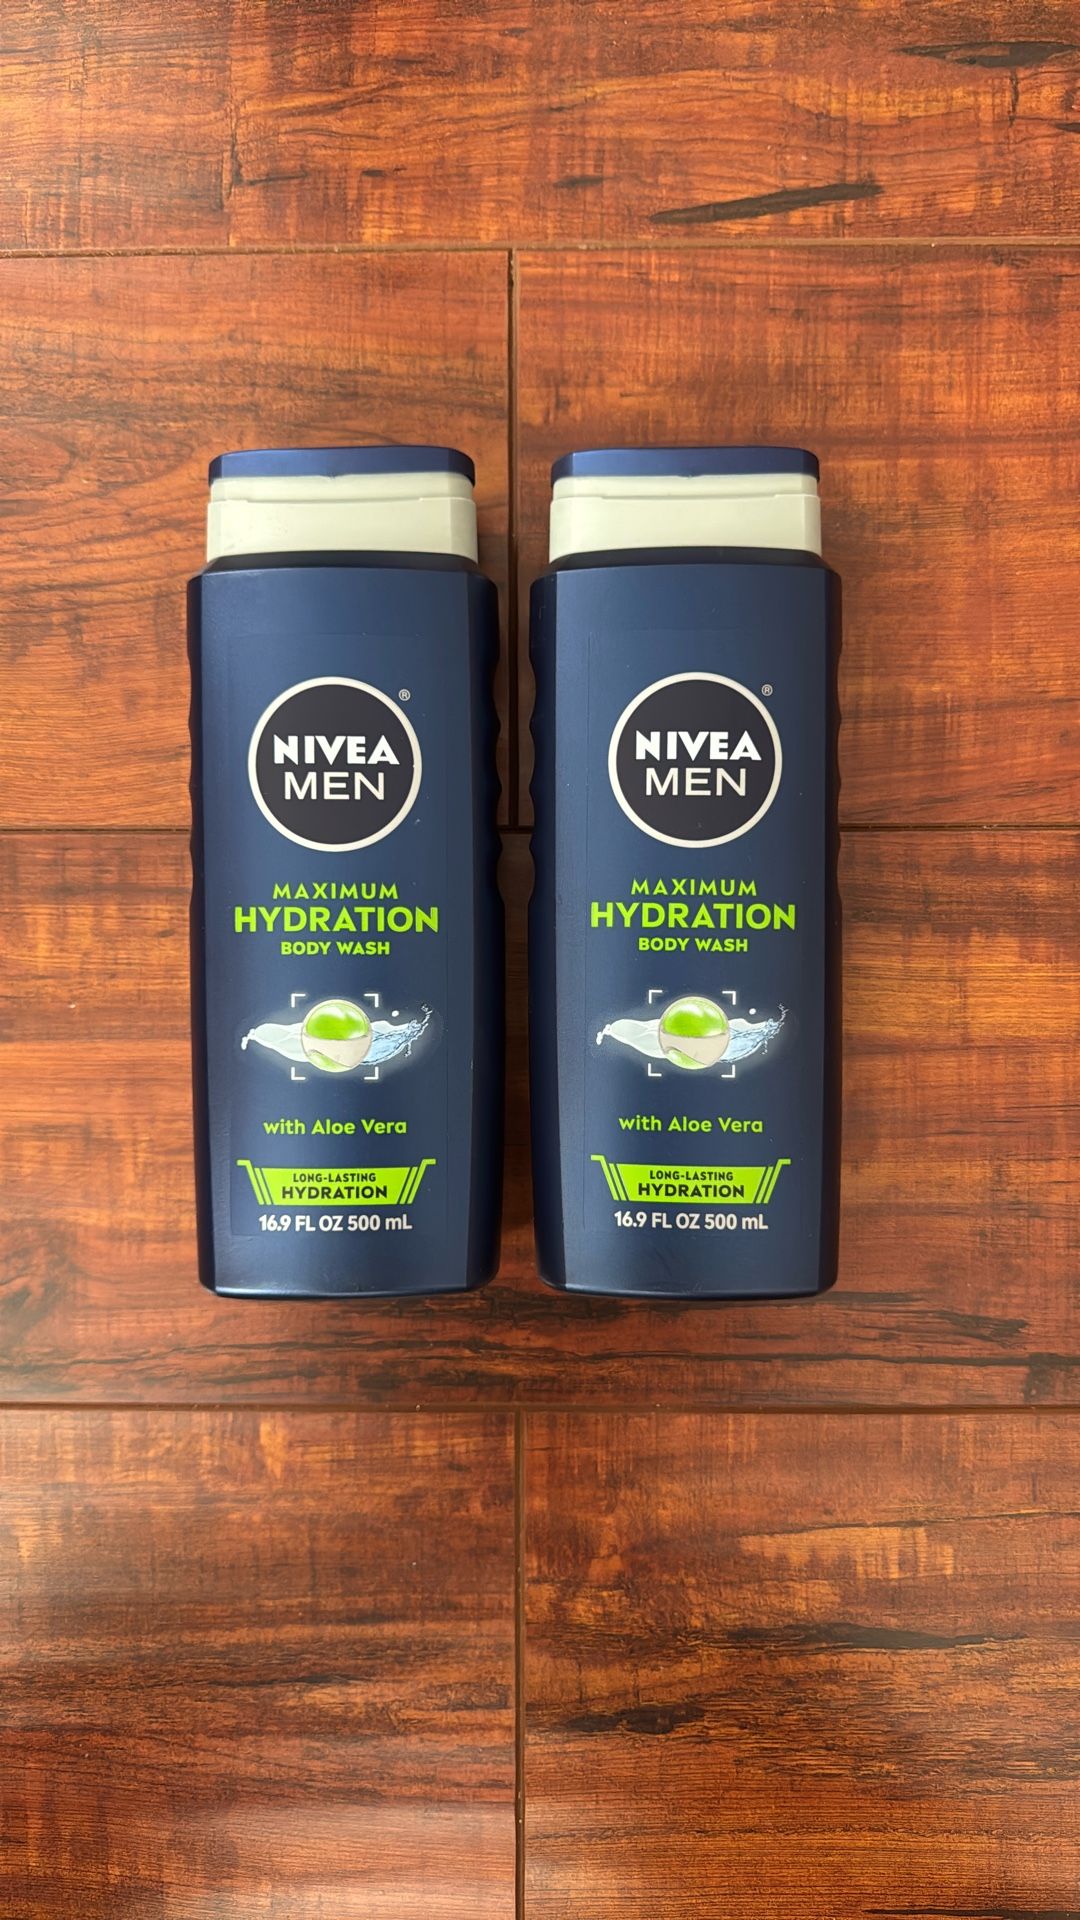 NIVEA
MEN
®
MAXIMUM
HYDRATION
BODY WASH
with Aloe Vera
LONG-LASTING
HYDRATION
16.9 FL OZ 500 mL
NIVEA
MEN
®
MAXIMUM
HYDRATION
BODY WASH
with Aloe Vera
LONG-LASTING
HYDRATION
16.9 FL OZ 500 mL